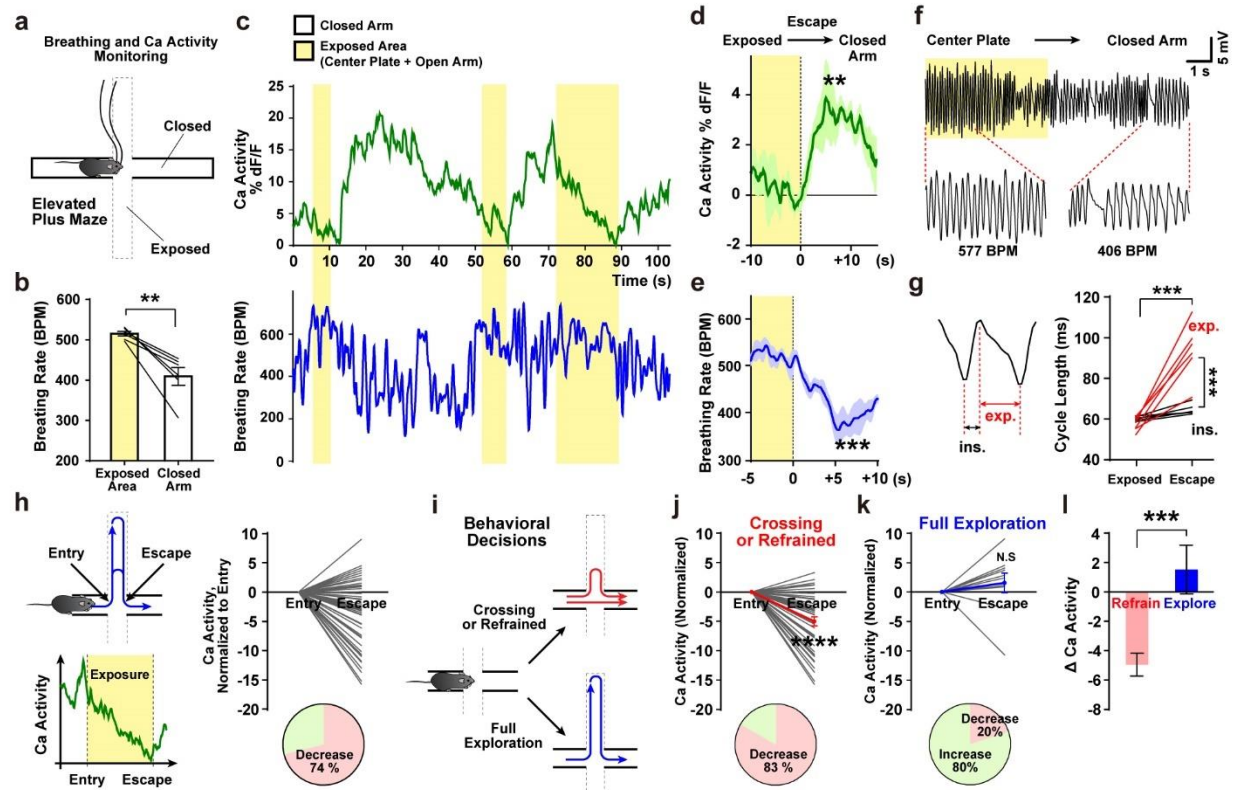 a
Breathing and Ca Activity
Monitoring
Closed
Elevated
Plus Maze
Exposed
b
**
Breating Rate (BPM)
600
500
400
300
200
Exposed
Area
Closed
Arm
c
Closed Arm
Exposed Area
(Center Plate + Open Arm)
Ca Activity
% dF/F
25
20
15
10
5
0
0 10 20 30 40 50 60 70 80 90 100
Time (s)
Breating Rate (BPM)
600
400
200
0
d
Escape
Exposed
Closed
Arm
**
Ca Activity % dF/F
4
2
0
-2
-10 0 +10 (s)
e
Breathing Rate (BPM)
600
500
400
300
***
-5 0 +5 +10 (s)
f
Center Plate
Closed Arm
5 mV
1 s
577 BPM
406 BPM
g
ins.
exp.
Cycle Length (ms)
120
100
80
60
40
***
exp.
***
ins.
Exposed Escape
h
Entry
Escape
Ca Activity
Exposure
Entry
Escape
Ca Activity,
Normalized to Entry
10
5
0
-5
-10
-15
-20
Entry
Escape
Decrease
74 %
i
Behavioral
Decisions
Crossing
or Refrained
Full
Exploration
j
Crossing
or Refrained
Ca Activity (Normalized)
10
5
0
-5
-10
-15
-20
Entry
Escape
****
Decrease
83 %
k
Full Exploration
Ca Activity (Normalized)
10
5
0
-5
-10
-15
-20
N.S
Entry
Escape
Decrease
20%
Increase
80%
l
***
Δ Ca Activity
4
2
0
-2
-4
-6
-8
Refrain
Explore